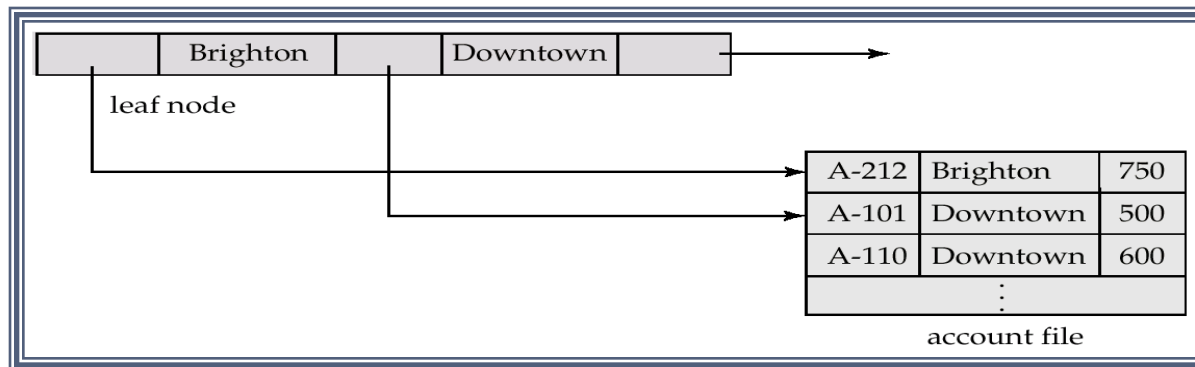 Brighton Downtown
leaf node
A-212 Brighton 750
A-101 Downtown 500
A-110 Downtown 600
⋮
account file